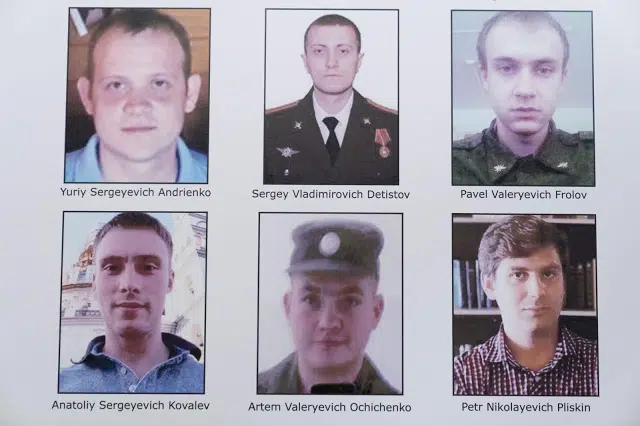 Yuriy Sergeyevich Andrienko
Sergey Vladimirovich Detistov
Pavel Valeryevich Frolov
Anatoliy Sergeyevich Kovalev
Artem Valeryevich Ochichenko
Petr Nikolayevich Pliskin